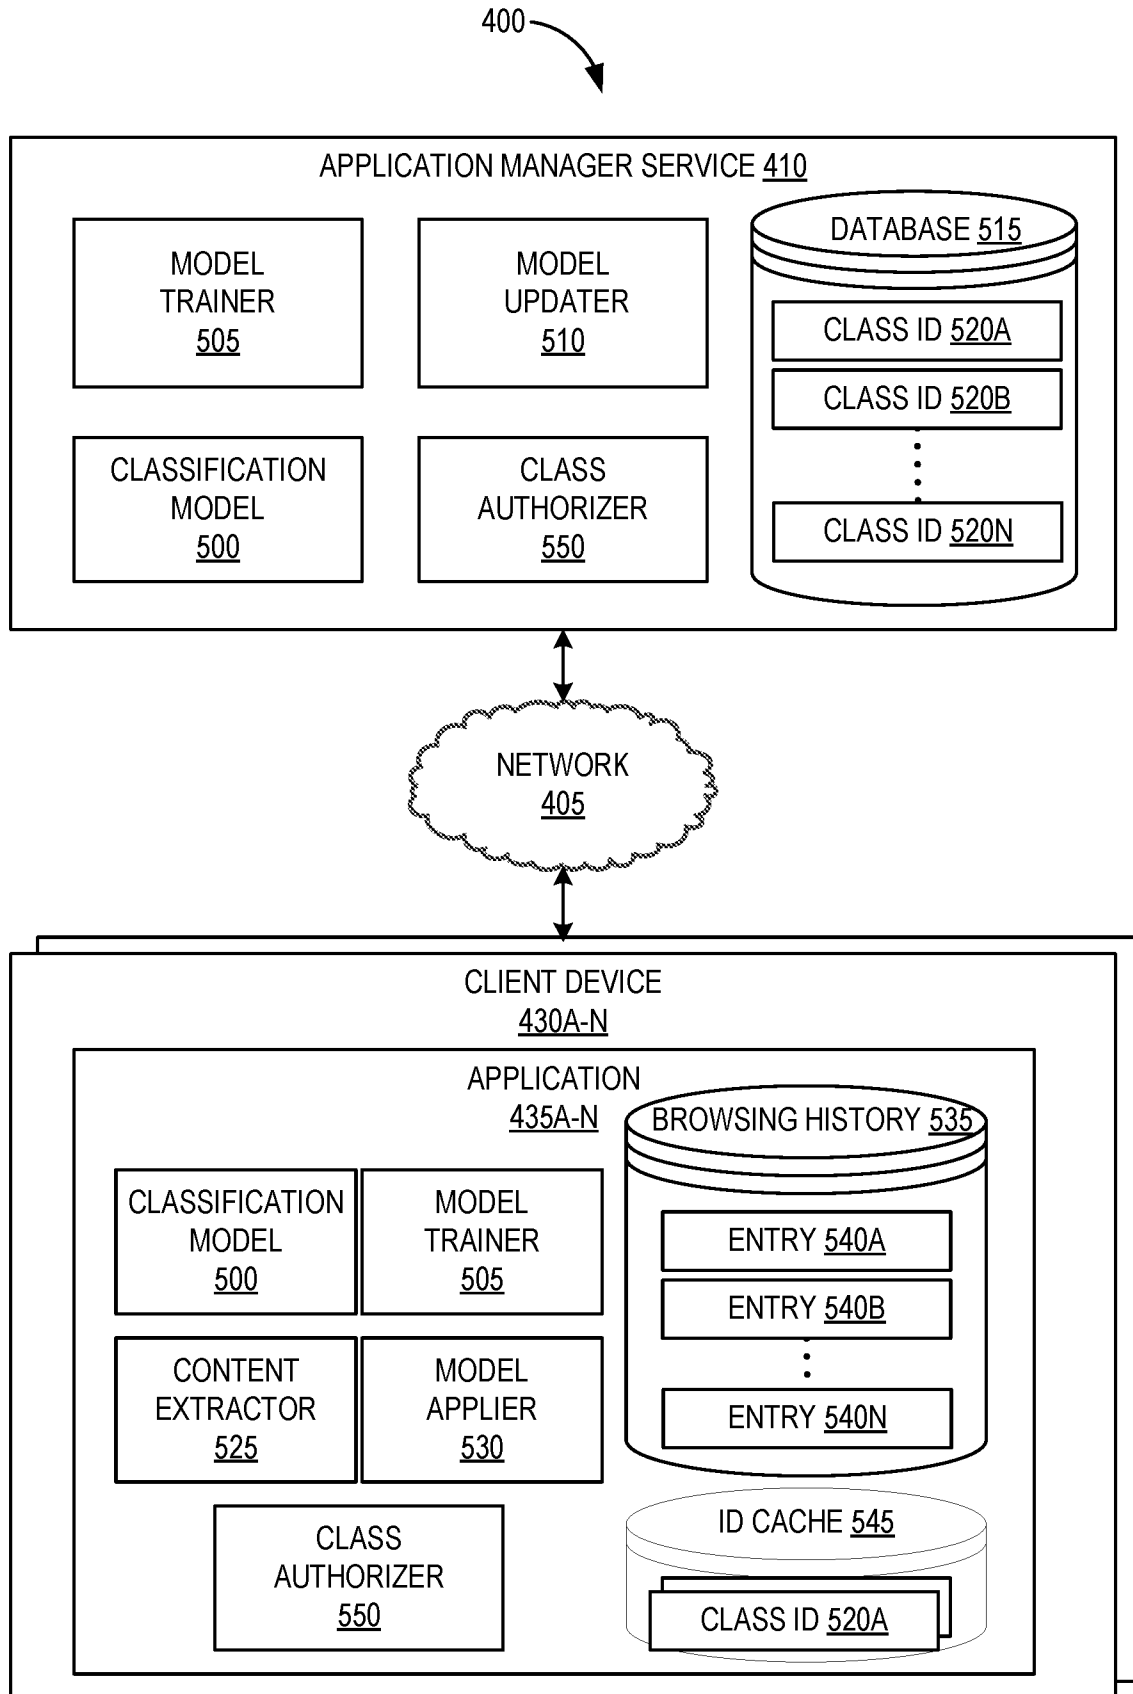 400
APPLICATION MANAGER SERVICE 410
MODEL
TRAINER
505
MODEL
UPDATER
510
DATABASE 515
CLASS ID 520A
CLASS ID 520B
CLASS ID 520N
CLASSIFICATION
MODEL
500
CLASS
AUTHORIZER
550
NETWORK
405
CLIENT DEVICE
430A-N
APPLICATION
435A-N
BROWSING HISTORY 535
CLASSIFICATION
MODEL
500
MODEL
TRAINER
505
ENTRY 540A
ENTRY 540B
ENTRY 540N
CONTENT
EXTRACTOR
525
MODEL
APPLIER
530
CLASS
AUTHORIZER
550
ID CACHE 545
CLASS ID 520A